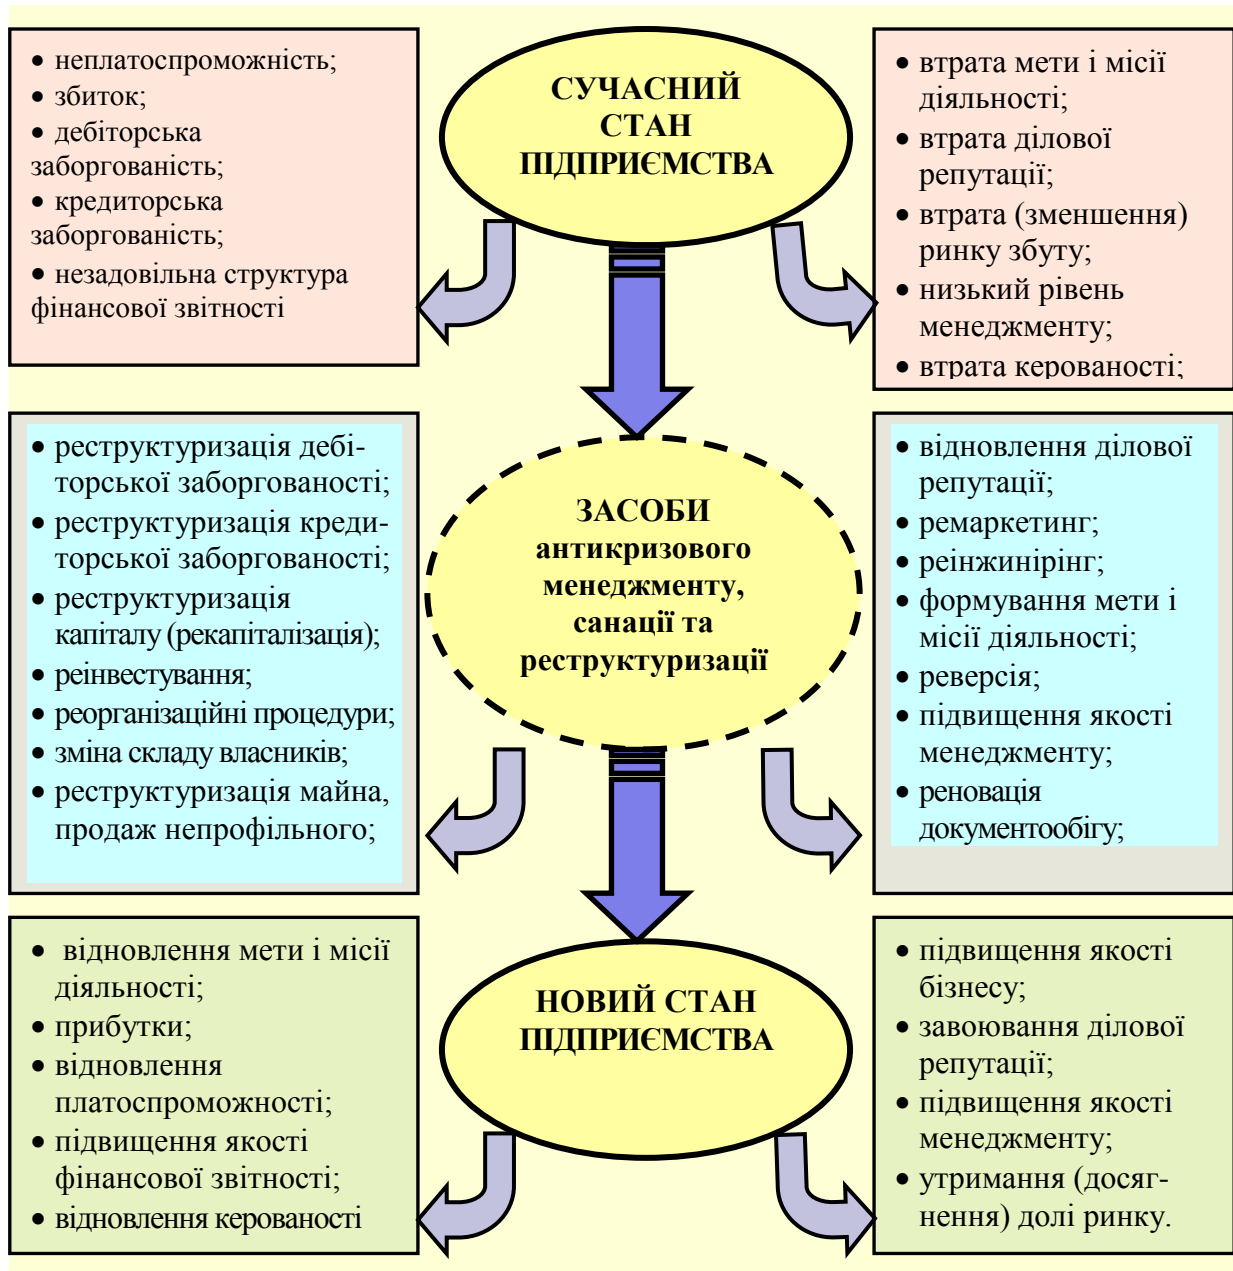 • неплатоспроможність;
• збиток;
• дебіторська
заборгованість;
• кредиторська
заборгованість;
• незадовільна структура
фінансової звітності
СУЧАСНИЙ
СТАН
ПІДПРИЄМСТВА
• втрата мети і місії
діяльності;
• втрата ділової
репутації;
• втрата (зменшення)
ринку збуту;
• низький рівень
менеджменту;
• втрата керованості;
• реструктуризація дебі-
торської заборгованості;
• реструктуризація креди-
торської заборгованості;
• реструктуризація
капіталу (рекапіталізація);
• реінвестування;
• реорганізаційні процедури;
• зміна складу власників;
• реструктуризація майна,
продаж непрофільного;
ЗАСОБИ
антикризового
менеджменту,
санації та
реструктуризації
• відновлення ділової
репутації;
• ремаркетинг;
• реінжинірінг;
• формування мети і
місії діяльності;
• реверсія;
• підвищення якості
менеджменту;
• реновація
документообігу;
• відновлення мети і місії
діяльності;
• прибутки;
• відновлення
платоспроможності;
• підвищення якості
фінансової звітності;
• відновлення керованості
НОВИЙ СТАН
ПІДПРИЄМСТВА
• підвищення якості
бізнесу;
• завоювання ділової
репутації;
• підвищення якості
менеджменту;
• утримання (досяг-
нення) долі ринку.